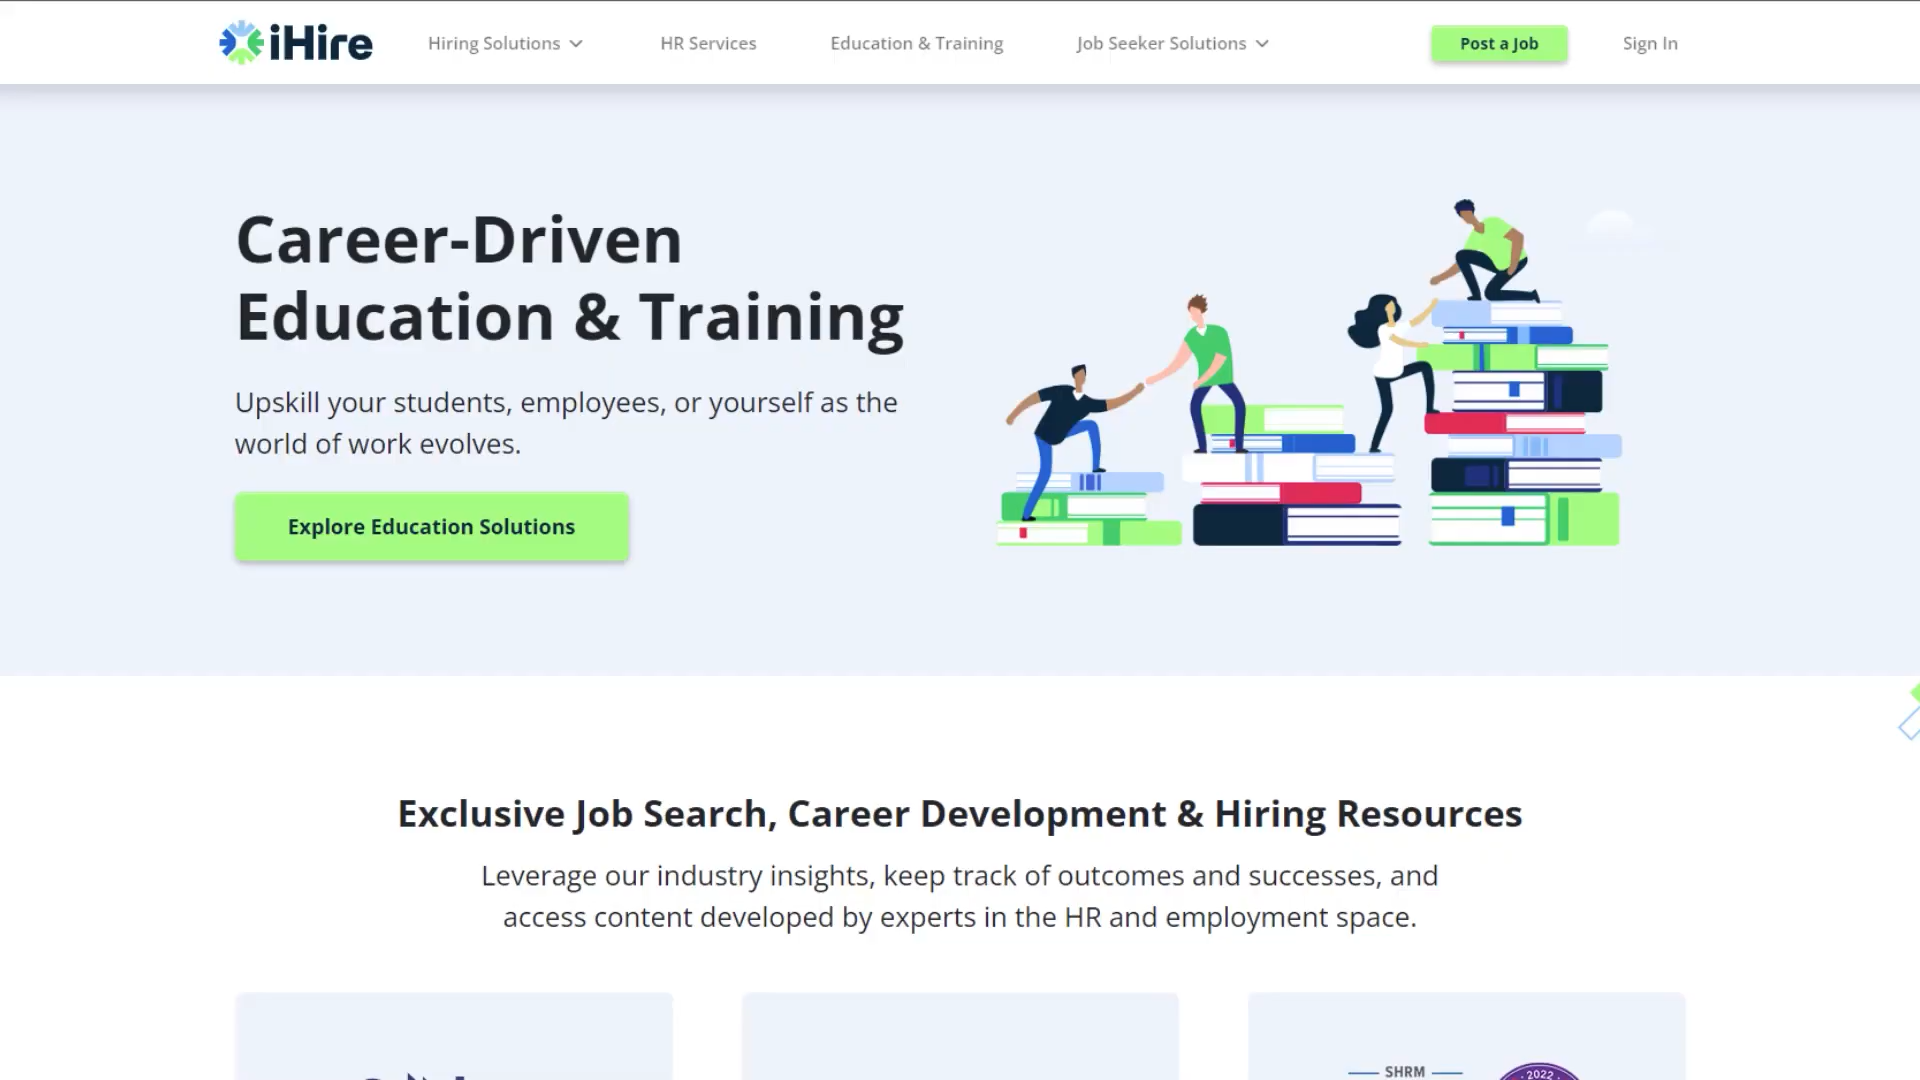 iHire
Hiring Solutions
HR Services
Education & Training
Job Seeker Solutions
Post a Job
Sign In
Career-Driven
Education & Training
Upskill your students, employees, or yourself as the
world of work evolves.
Explore Education Solutions
Exclusive Job Search, Career Development & Hiring Resources
Leverage our industry insights, keep track of outcomes and successes, and
access content developed by experts in the HR and employment space.
SHRM
2022